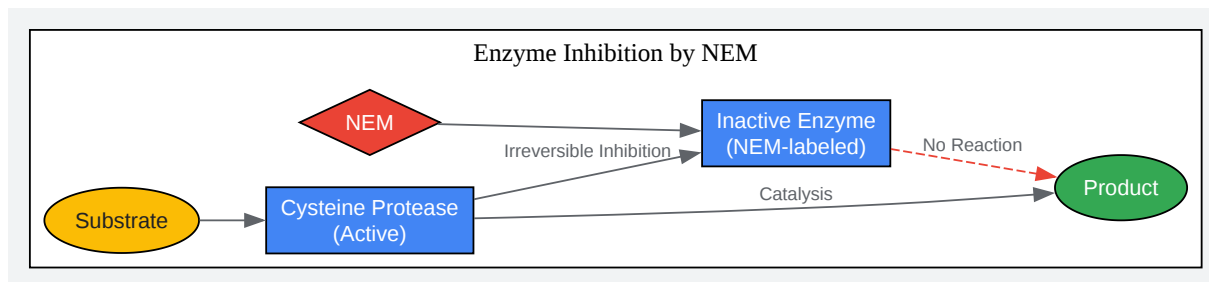 Enzyme Inhibition by NEM
NEM
Inactive Enzyme
(NEM-labeled)
No Reaction
Irreversible Inhibition
Substrate
Cysteine Protease
(Active)
Catalysis
Product